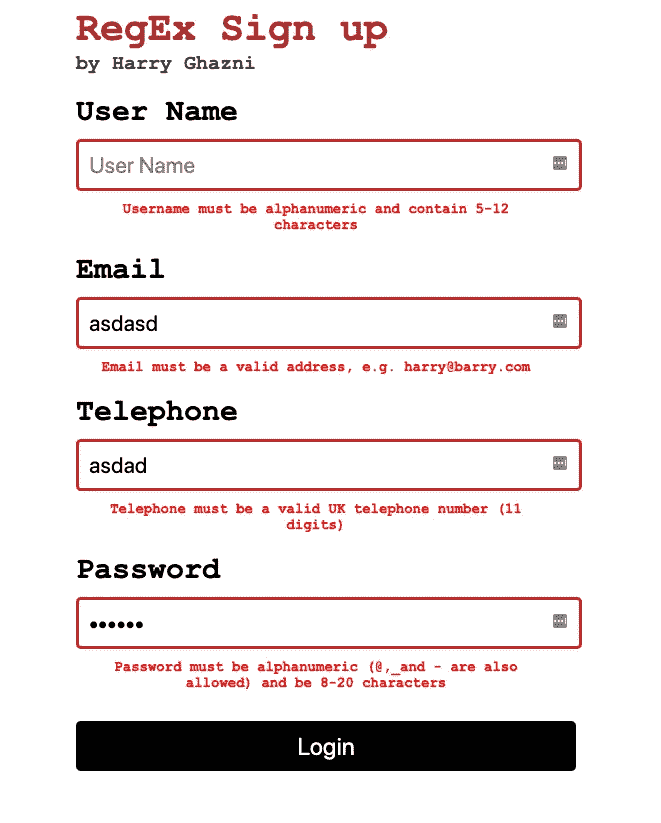 RegEx Sign up
by Harry Ghazni
User Name
User Name
Username must be alphanumeric and contain 5-12
characters
Email
asdasd
Email must be a valid address, e.g. harry@barry.com
Telephone
asdad
Telephone must be a valid UK telephone number (11
digits)
Password
••••••
Password must be alphanumeric (@,_and - are also
allowed) and be 8-20 characters
Login